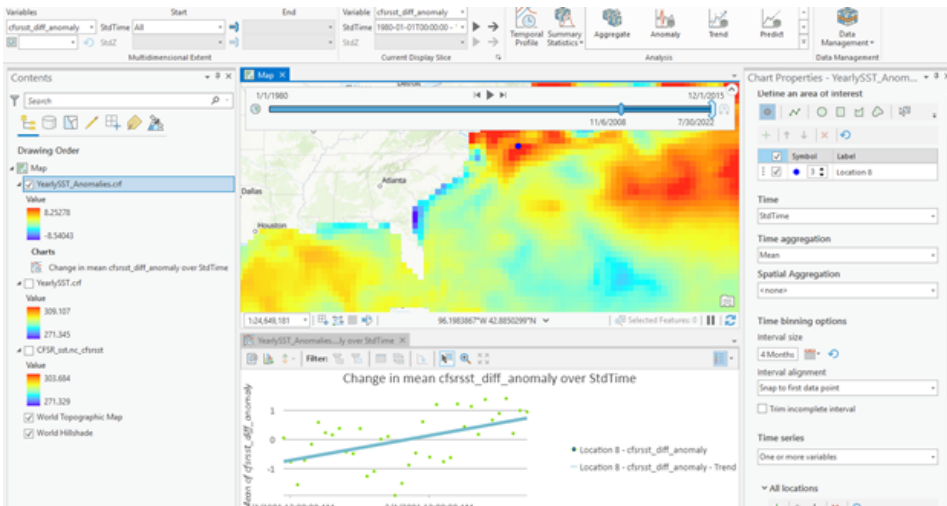 Variables
Start
End
Variable
cfsrsst_diff_anomaly
cfsrsst_diff_anomaly
StdTime
All
StdTime
1980-01-01T00:00:00 -
StdZ
StdZ
Temporal Profile
Summary Statistics
Aggregate
Anomaly
Trend
Predict
Data Management
Multidimensional Extent
Current Display Slice
Analysis
Data Management
Contents
Search
Drawing Order
Map
YearlySST_Anomalies.crf
Value
8.25278
-8.54043
Charts
Change in mean cfsrsst_diff_anomaly over StdTime
YearlySST.crf
Value
309.107
271.345
CFSR_sst.nc_cfsrsst
Value
303.684
271.329
World Topographic Map
World Hillshade
Map
1/1/1980
12/1/2015
11/6/2008
7/30/2022
Detroit
Dallas
Atlanta
Houston
1:24,649,181
96.1983867°W 42.8850299°N
Selected Features: 0
YearlySST_Anomalies....ly over StdTime
Filter:
Change in mean cfsrsst_diff_anomaly over StdTime
Mean of cfsrsst_diff_anomaly
1
0
-1
Location 8 - cfsrsst_diff_anomaly
Location 8 - cfsrsst_diff_anomaly - Trend
Chart Properties - YearlySST_Anom...
Define an area of interest
Symbol
Label
3
Location 8
Time
StdTime
Time aggregation
Mean
Spatial Aggregation
<none>
Time binning options
Interval size
4 Months
Interval alignment
Snap to first data point
Trim incomplete interval
Time series
One or more variables
All locations